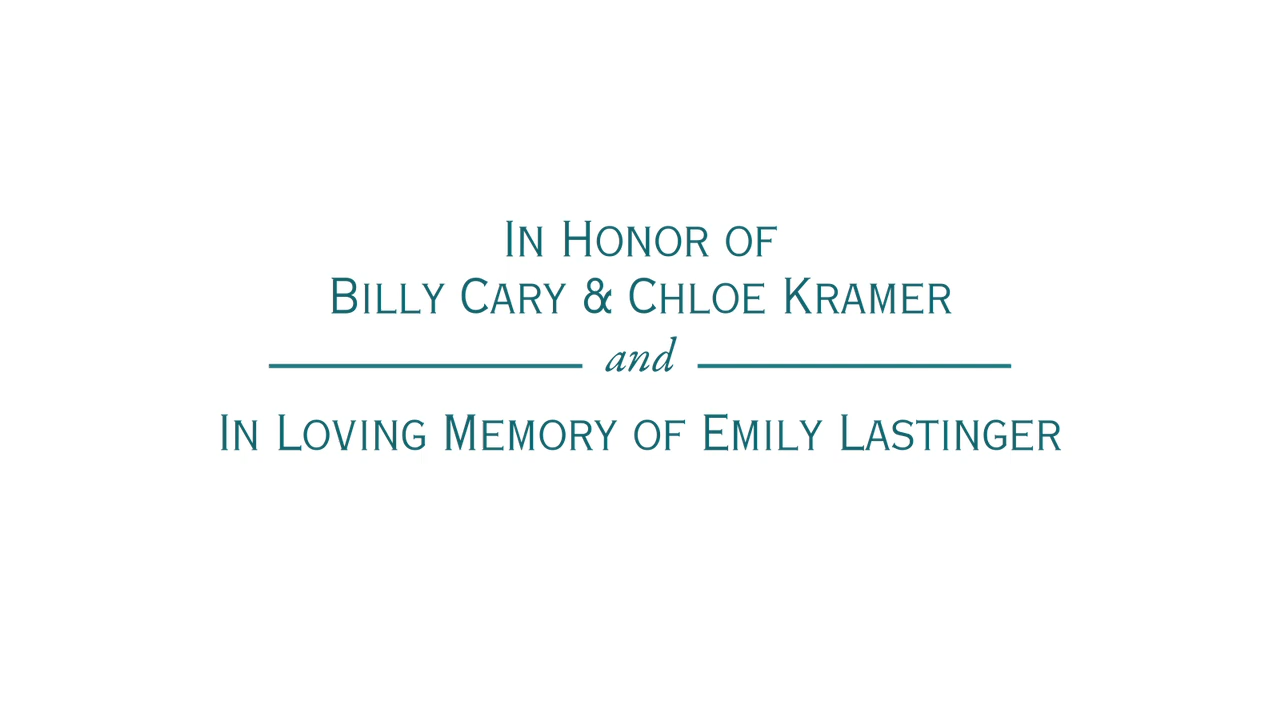 In Honor of
Billy Cary & Chloe Kramer
and
In Loving Memory of Emily Lastinger